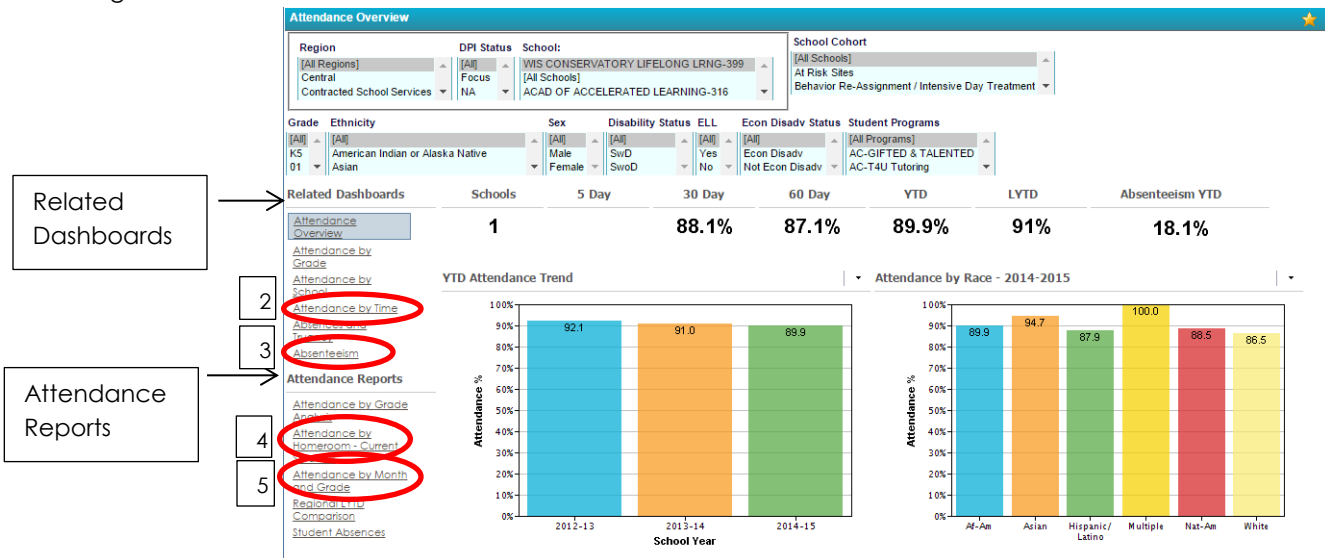 Attendance Overview
Region DPI Status School: School Cohort
[All Regions] [All] WIS CONSERVATORY LIFELONG LRNG-399 [All Schools]
Central Focus [All Schools] At Risk Sites
Contracted School Services NA ACAD OF ACCELERATED LEARNING-316 Behavior Re-Assignment / Intensive Day Treatment
Grade Ethnicity Sex Disability Status ELL Econ Disadv Status Student Programs
[All] [All] [All] [All] [All] [All] [All Programs]
K5 American Indian or Alaska Native Male SwD Yes Econ Disadv AC-GIFTED & TALENTED
01 Asian Female SwoD No Not Econ Disadv AC-T4U Tutoring
Related
Dashboards
Related Dashboards Schools 5 Day 30 Day 60 Day YTD LYTD Absenteeism YTD
1 88.1% 87.1% 89.9% 91% 18.1%
Attendance
Overview
Attendance by
Grade
Attendance by
School
2
Attendance by Time
Absences and
3
Absenteeism
Attendance
Reports
Attendance Reports
Attendance by Grade
4
Attendance by
Homeroom - Current
5
Attendance by Month
and Grade
Regional LYTD
Comparison
Student Absences
YTD Attendance Trend
Attendance %
100%
90%
80%
70%
60%
50%
40%
30%
20%
10%
0%
92.1 91.0 89.9
2012-13 2013-14 2014-15
School Year
Attendance by Race - 2014-2015
Attendance %
100%
90%
80%
70%
60%
50%
40%
30%
20%
10%
0%
89.9 94.7 87.9 100.0 88.5 86.5
Af-Am Asian Hispanic/ Multiple Nat-Am White
Latino